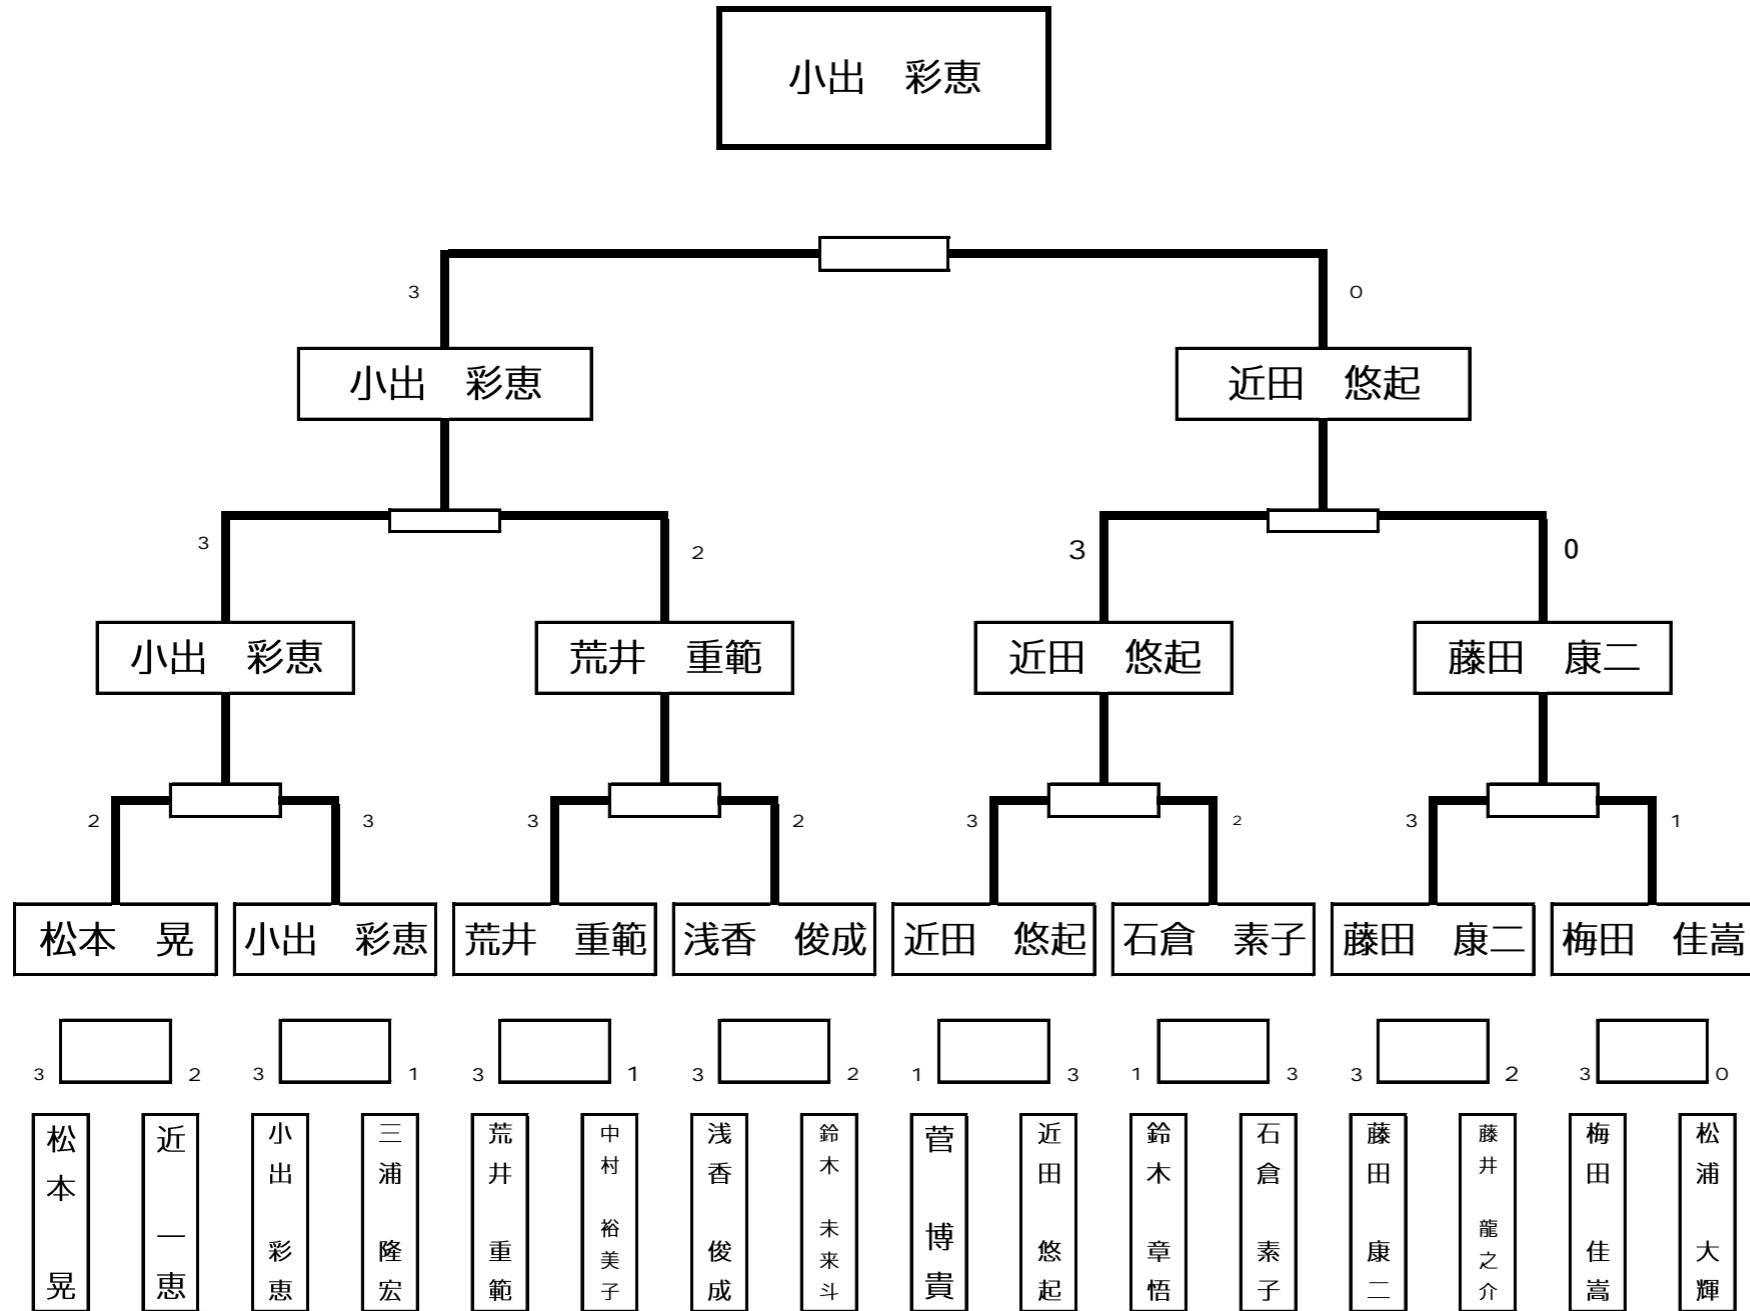 小出　彩恵
3 0
小出　彩恵 近田　悠起
3 2 3 0
小出　彩恵 荒井　重範 近田　悠起 藤田　康二
2 3 3 2 3 2 3 1
松本　晃 小出　彩恵 荒井　重範 浅香　俊成 近田　悠起 石倉　素子 藤田　康二 梅田　佳嵩
3 2 3 1 3 1 3 2 1 3 1 3 3 2 3 0
松本　晃
近　一恵
小出　彩恵
三浦　隆宏
荒井　重範
中村　裕美子
浅香　俊成
鈴木　未来斗
菅　博貴
近田　悠起
鈴木　章悟
石倉　素子
藤田　康二
藤井　龍之介
梅田　佳嵩
松浦　大輝